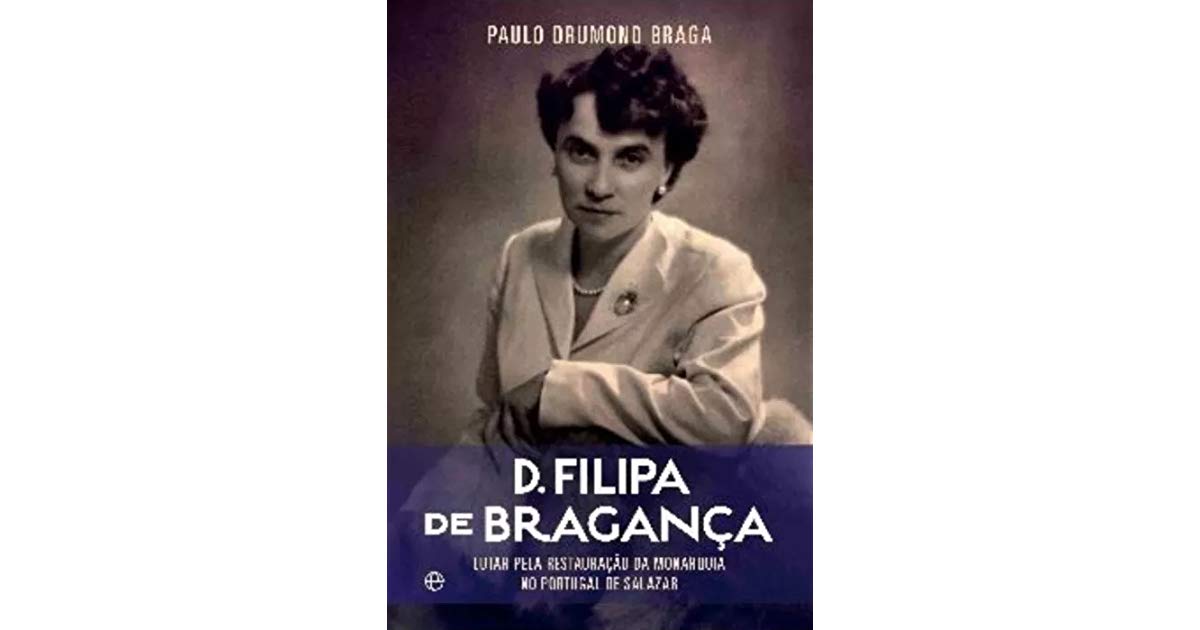 PAULO DRUMOND BRAGA
D. FILIPA
DE BRAGANÇA
LUTAR PELA RESTAURAÇÃO DA MONARQUIA
NO PORTUGAL DE SALAZAR